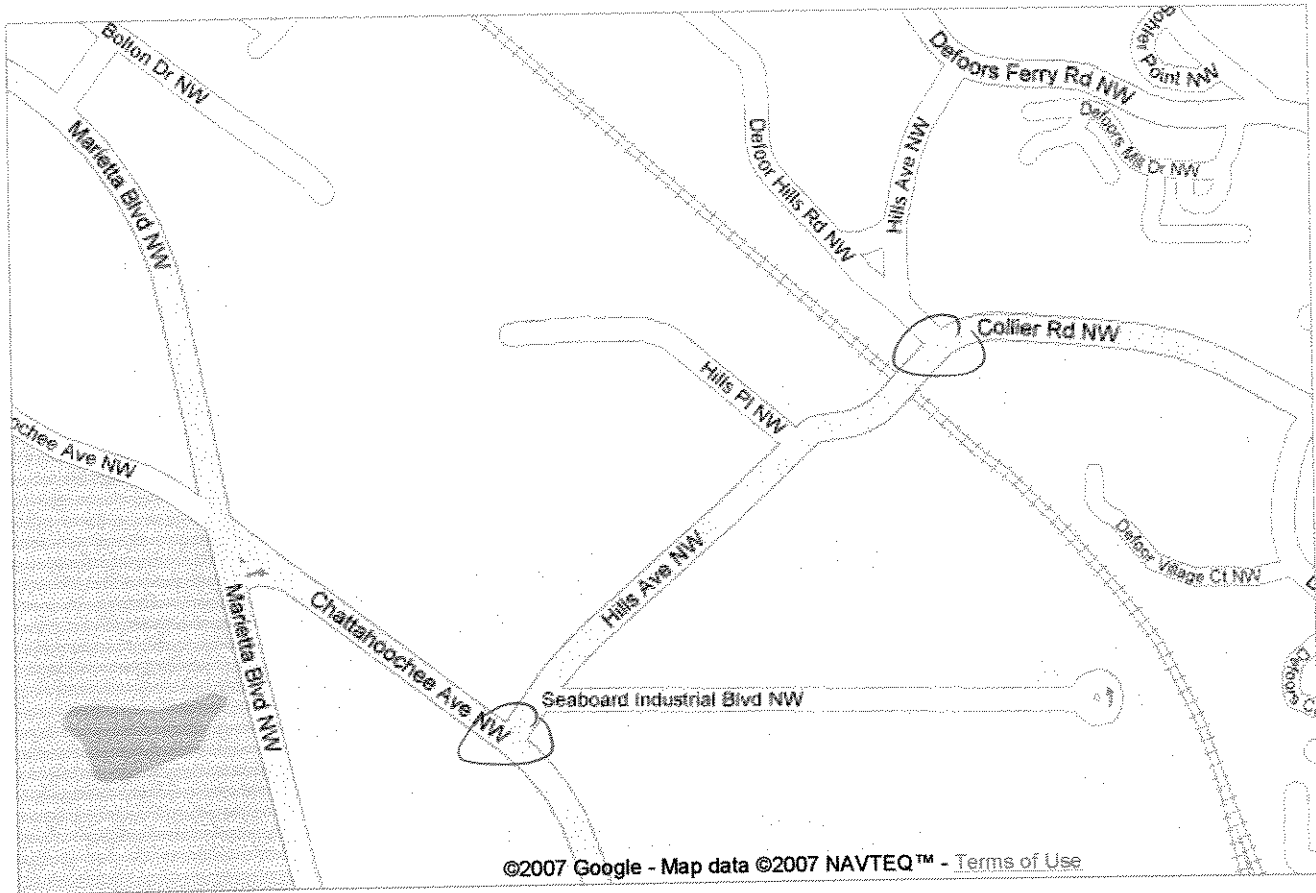 Bolton Dr NW
Defoors Ferry Rd NW
Bohler
Point NW
Marietta Blvd NW
Defoor Hills Rd NW
Hills Ave NW
Defoors Mill Dr NW
Collier Rd NW
Hills Pl NW
ochee Ave NW
Defoor Village Ct NW
Hills Ave NW
Chattahoochee Ave NW
Marietta Blvd NW
Seaboard Industrial Blvd NW
Defoors C
©2007 Google - Map data ©2007 NAVTEQ™ - Terms of Use